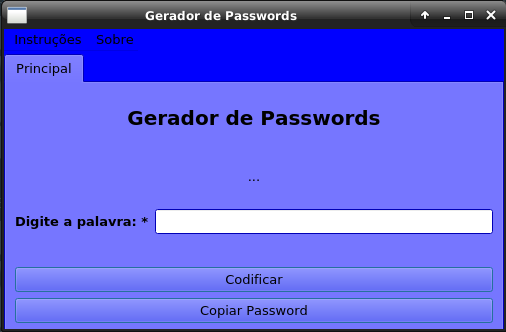 Gerador de Passwords
Instruções Sobre
Principal
Gerador de Passwords
...
Digite a palavra: *
Codificar
Copiar Password